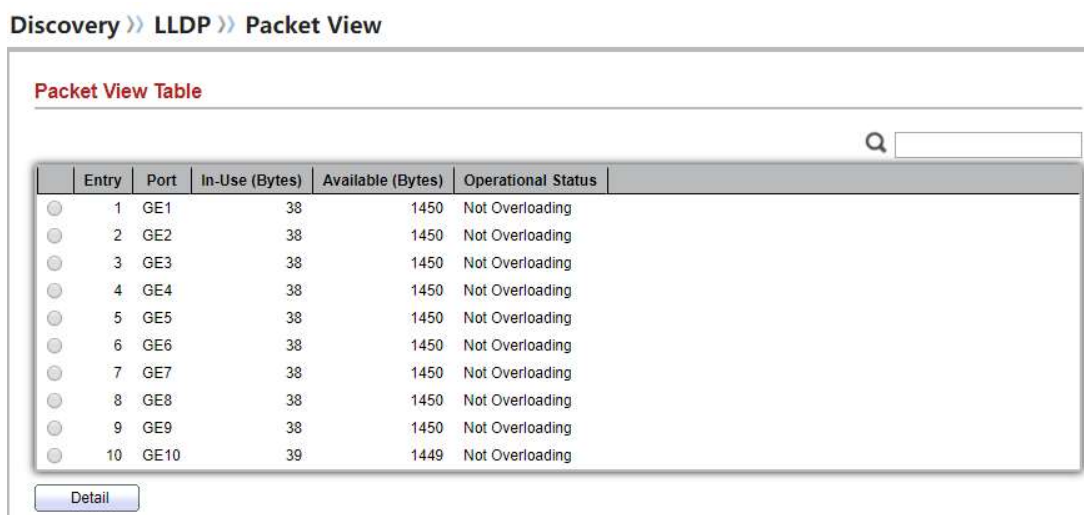 Discovery >> LLDP >> Packet View
Packet View Table
Entry Port In-Use (Bytes) Available (Bytes) Operational Status
1 GE1 38 1450 Not Overloading
2 GE2 38 1450 Not Overloading
3 GE3 38 1450 Not Overloading
4 GE4 38 1450 Not Overloading
5 GE5 38 1450 Not Overloading
6 GE6 38 1450 Not Overloading
7 GE7 38 1450 Not Overloading
8 GE8 38 1450 Not Overloading
9 GE9 38 1450 Not Overloading
10 GE10 39 1449 Not Overloading
Detail